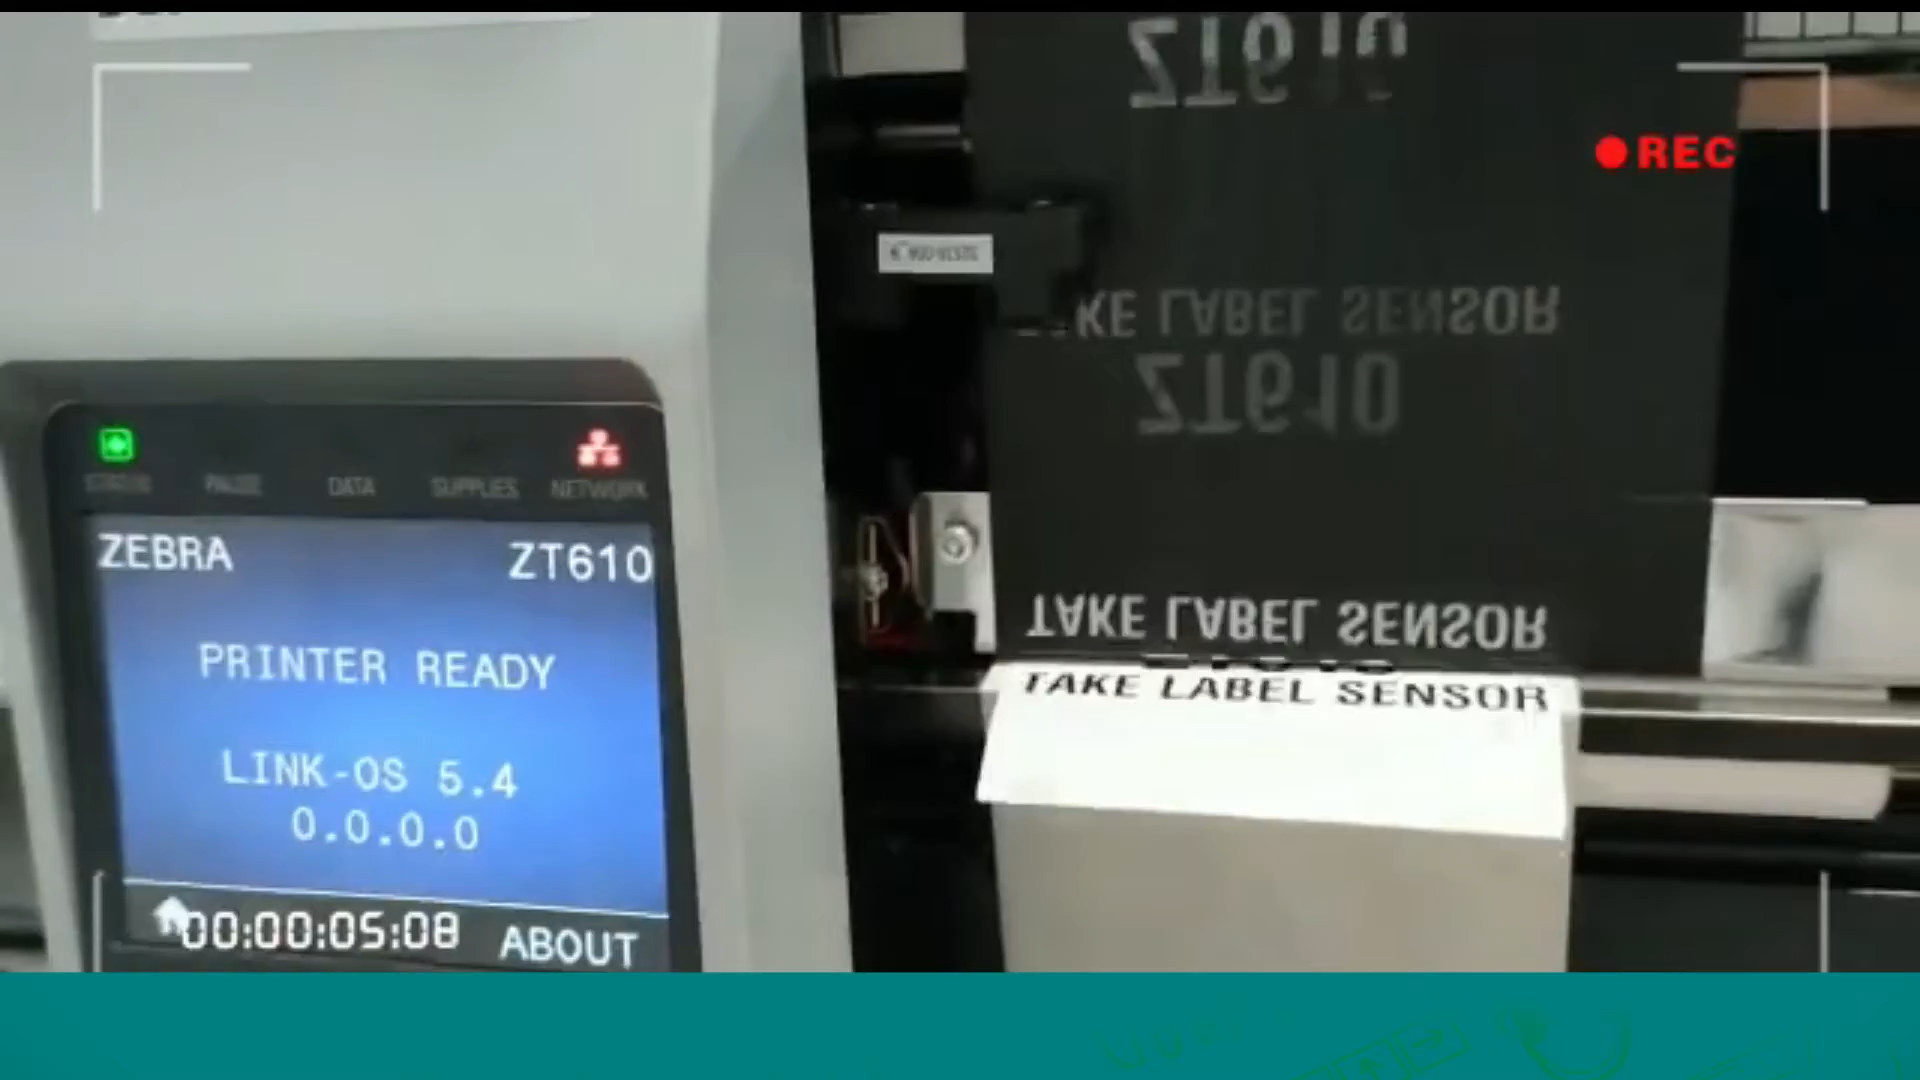 ZT610
REC
TAKE LABEL SENSOR
ZT610
STATUS PAUSE DATA SUPPLIES NETWORK
ZEBRA ZT610
PRINTER READY
TAKE LABEL SENSOR
TAKE LABEL SENSOR
LINK-OS 5.4
0.0.0.0
00:00:05:08 ABOUT